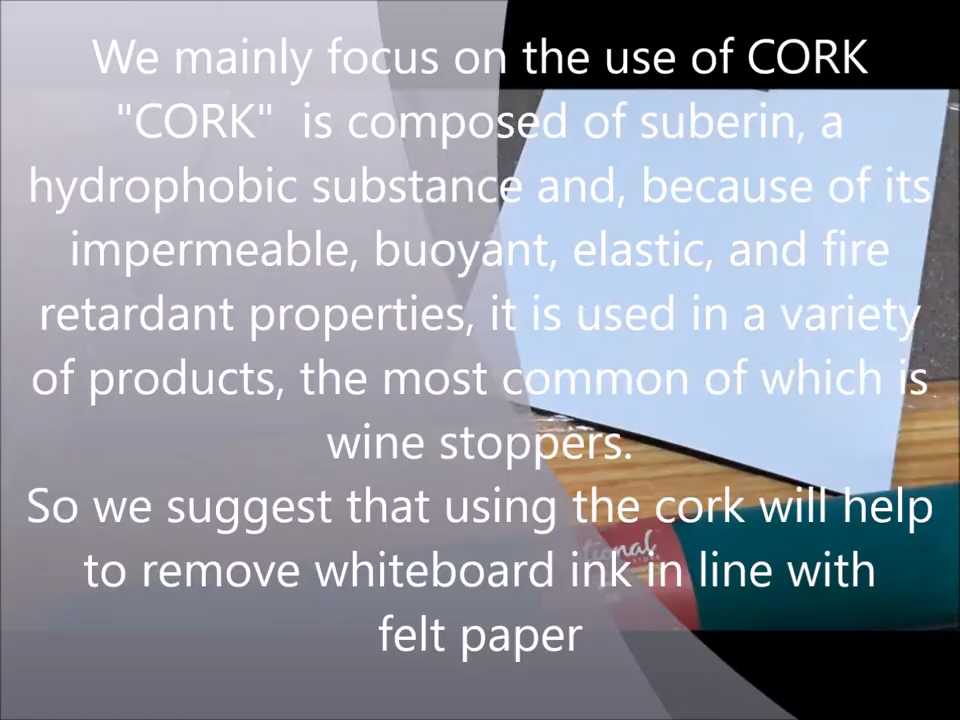 We mainly focus on the use of CORK
"CORK" is composed of suberin, a
hydrophobic substance and, because of its
impermeable, buoyant, elastic, and fire
retardant properties, it is used in a variety
of products, the most common of which is
wine stoppers.
So we suggest that using the cork will help
to remove whiteboard ink in line with
felt paper